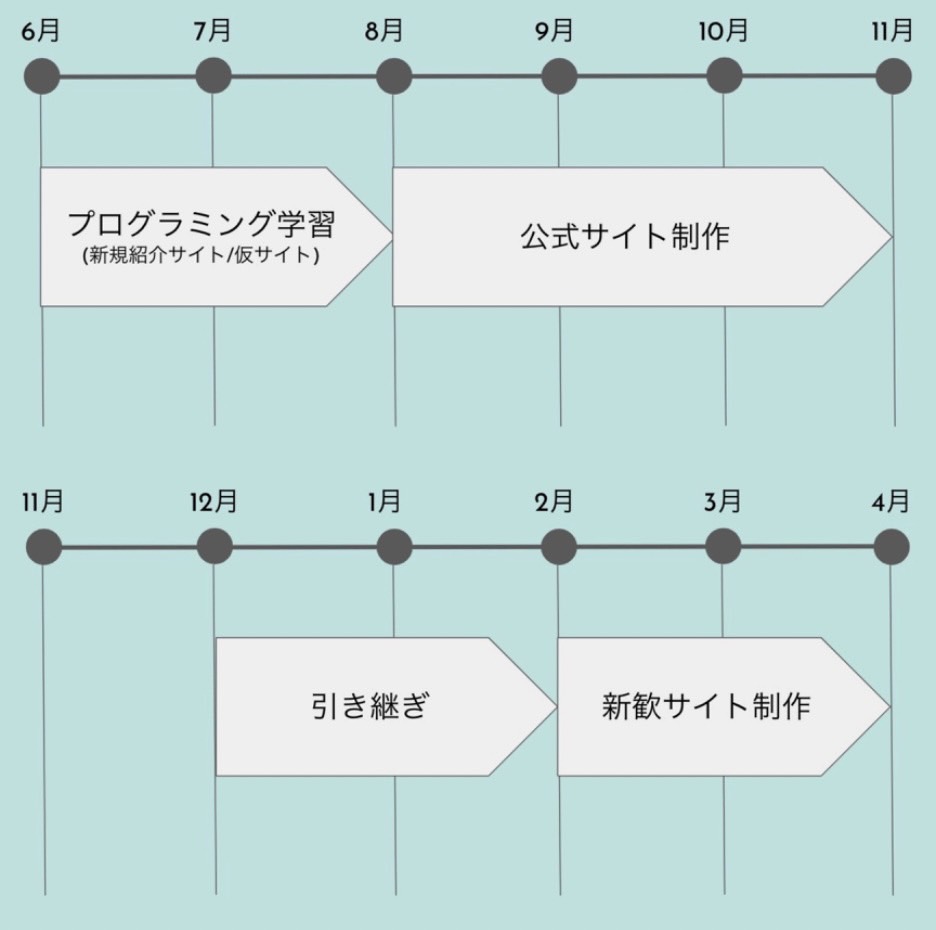 6月 7月 8月 9月 10月 11月
プログラミング学習
(新規紹介サイト/仮サイト)
公式サイト制作
11月 12月 1月 2月 3月 4月
引き継ぎ
新歓サイト制作